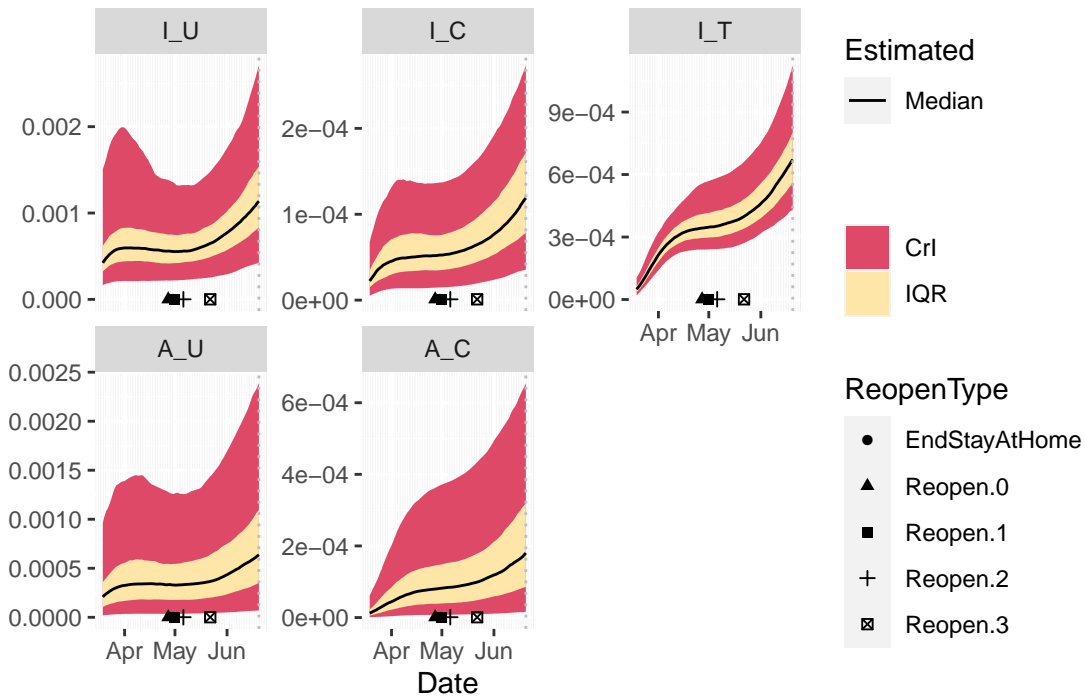 I_U
I_C
I_T
0.002
0.001
0.000
2e−04
1e−04
0e+00
9e−04
6e−04
3e−04
0e+00
Apr May Jun
A_U
A_C
0.0025
0.0020
0.0015
0.0010
0.0005
0.0000
Apr May Jun
6e−04
4e−04
2e−04
0e+00
Apr May Jun
Date
Estimated
Median
CrI
IQR
ReopenType
EndStayAtHome
Reopen.0
Reopen.1
Reopen.2
Reopen.3